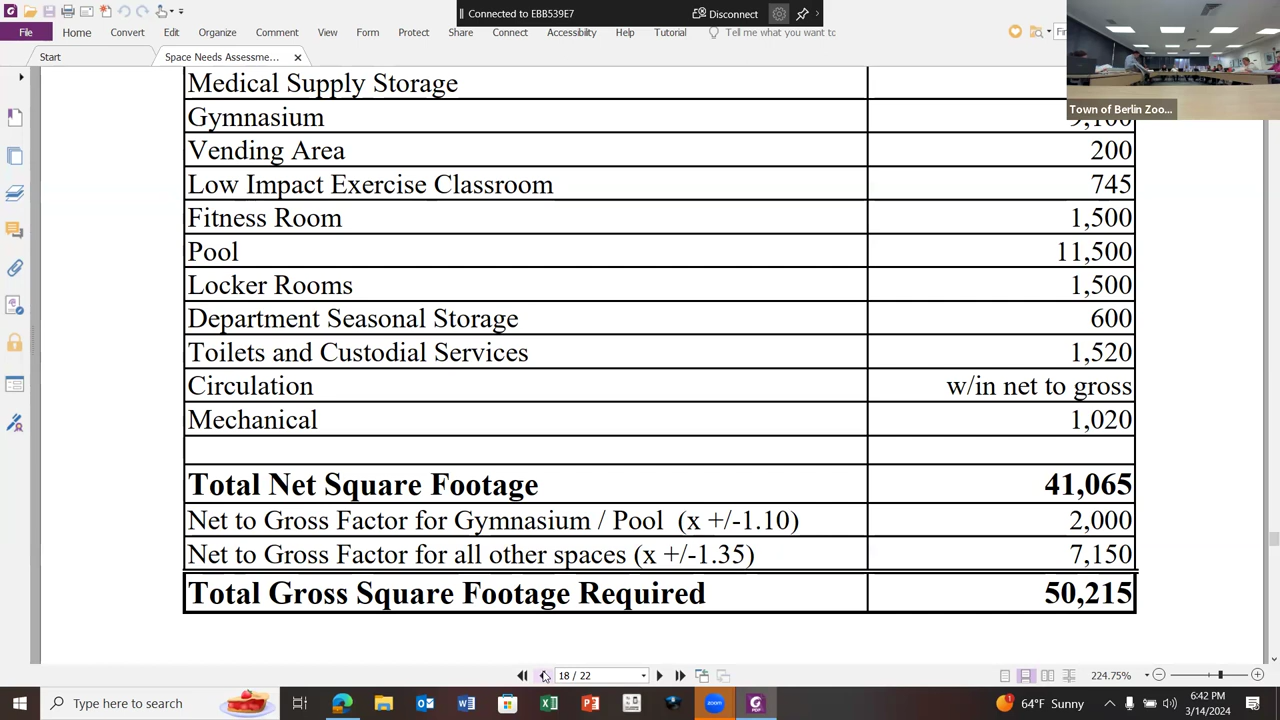 Connected to EBB539E7
Disconnect
File
Home
Convert
Edit
Organize
Comment
View
Form
Protect
Share
Connect
Accessibility
Help
Tutorial
Tell me what you want tc
Start
Space Needs Assessme...
Town of Berlin Zoo...
Medical Supply Storage
Gymnasium 9,100
Vending Area 200
Low Impact Exercise Classroom 745
Fitness Room 1,500
Pool 11,500
Locker Rooms 1,500
Department Seasonal Storage 600
Toilets and Custodial Services 1,520
Circulation w/in net to gross
Mechanical 1,020
Total Net Square Footage 41,065
Net to Gross Factor for Gymnasium / Pool (x +/-1.10) 2,000
Net to Gross Factor for all other spaces (x +/-1.35) 7,150
Total Gross Square Footage Required 50,215
18 / 22
224.75%
Type here to search
64°F Sunny
6:42 PM
3/14/2024